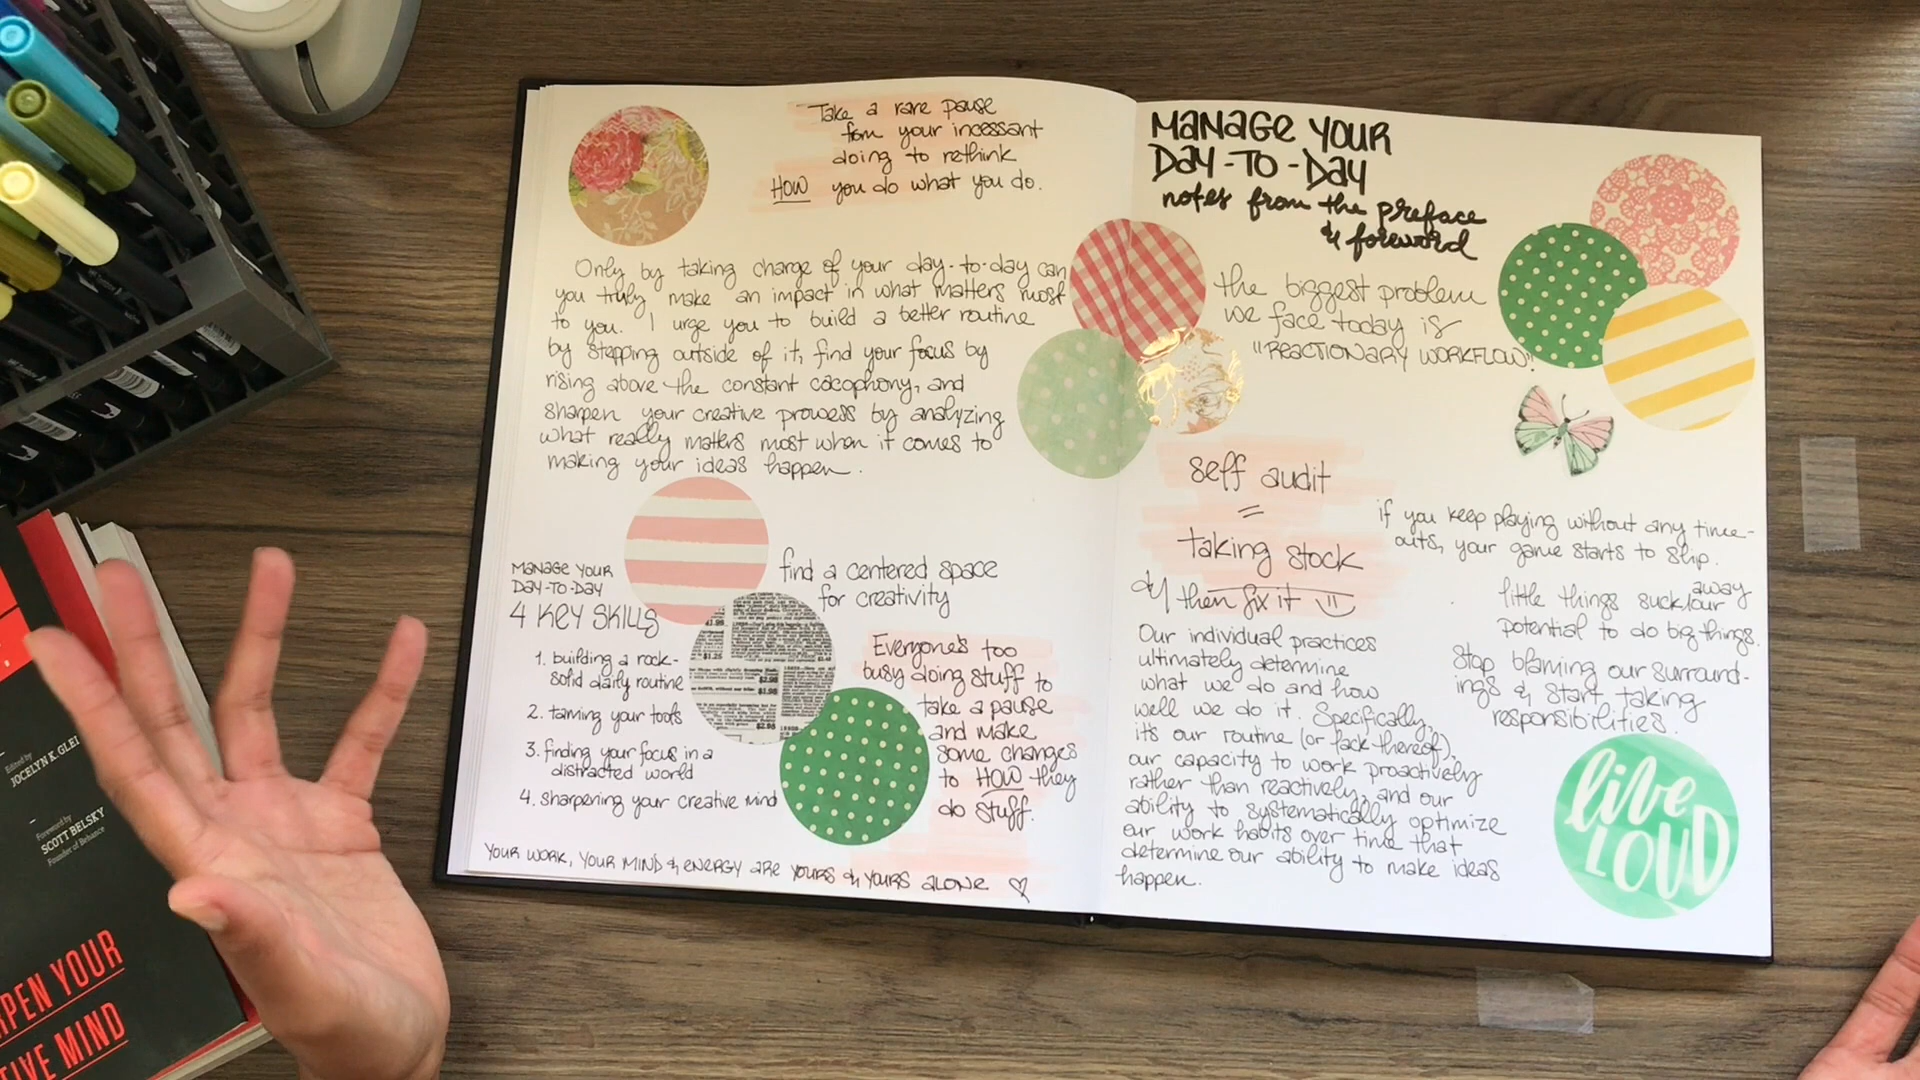 Take a rare pause
from your incessant
doing to rethink
HOW you do what you do.
Only by taking charge of your day-to-day can
you truly make an impact in what matters most
to you. I urge you to build a better routine
by stepping outside of it, find your focus by
rising above the constant cacophony, and
sharpen your creative prowess by analyzing
what really matters most when it comes to
making your ideas happen.
MANAGE YOUR
DAY-TO-DAY
4 KEY SKILLS
1. building a rock-
solid daily routine
2. taming your tools
3. finding your focus in a
distracted world
4. sharpening your creative mind
find a centered space
for creativity
Everyone's too
busy doing stuff to
take a pause
and make
some changes
to HOW they
do stuff.
YOUR WORK, YOUR MIND & ENERGY ARE YOURS & YOURS ALONE
MANAGE YOUR
DAY-TO-DAY
notes from the preface
& foreword
the biggest problem
we face today is
"REACTIONARY WORKFLOW".
self audit
=
taking stock
& then fix it
if you keep playing without any time-
outs, your game starts to slip.
little things suck away our
potential to do big things.
Stop blaming our surround-
ings & start taking
responsibilities.
Our individual practices
ultimately determine
what we do and how
well we do it. Specifically,
it's our routine (or lack thereof),
our capacity to work proactively
rather than reactively, and our
ability to systematically optimize
our work habits over time that
determine our ability to make ideas
happen.
live
LOUD
Edited by
JOCELYN K. GLEI
Foreword by
SCOTT BELSKY
Founder of Behance
RPEN YOUR
TIVE MIND
$1.25
$2.98
$1.98